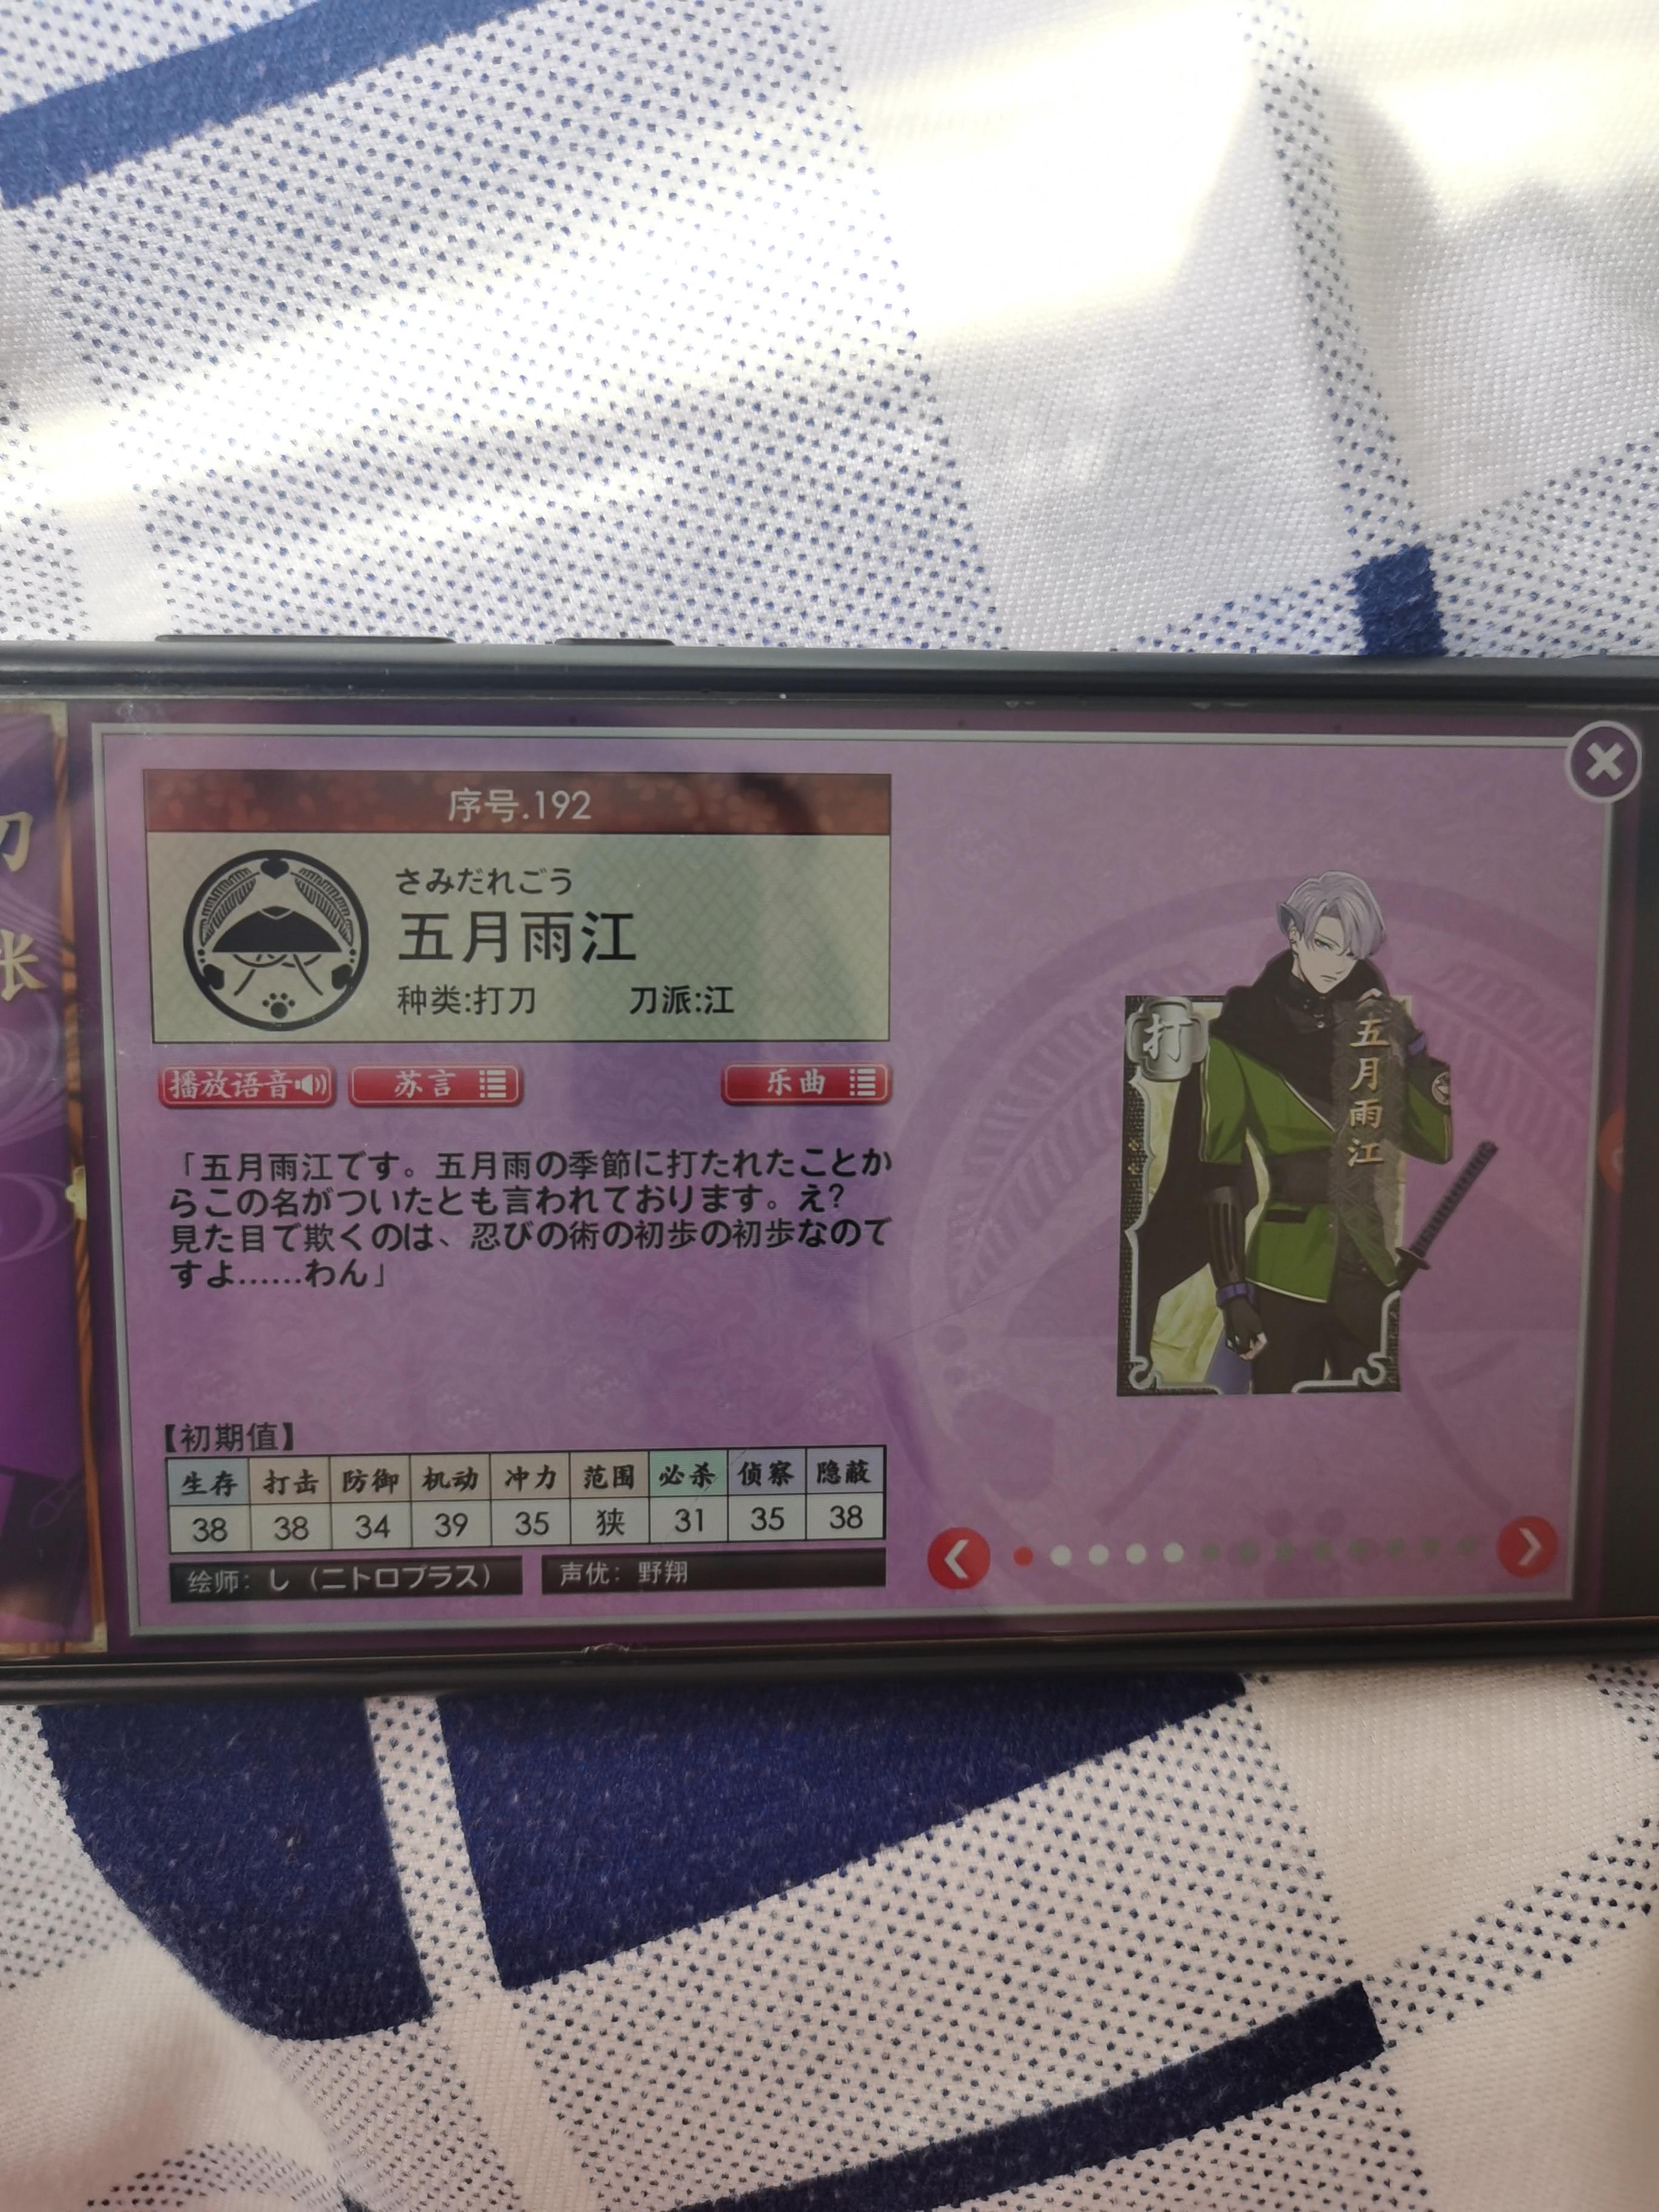 刀
帐
序号.192
さみだれごう
五月雨江
种类:打刀 刀派:江
播放语音 苏言 乐曲
「五月雨江です。五月雨の季節に打たれたことか
らこの名がついたとも言われております。え?
見た目で欺くのは、忍びの術の初歩の初歩なので
すよ……わん」
【初期值】
生存 打击 防御 机动 冲力 范围 必杀 侦察 隐蔽
38 38 34 39 35 狭 31 35 38
绘师: し（ニトロプラス） 声优: 野翔
打
五月雨江